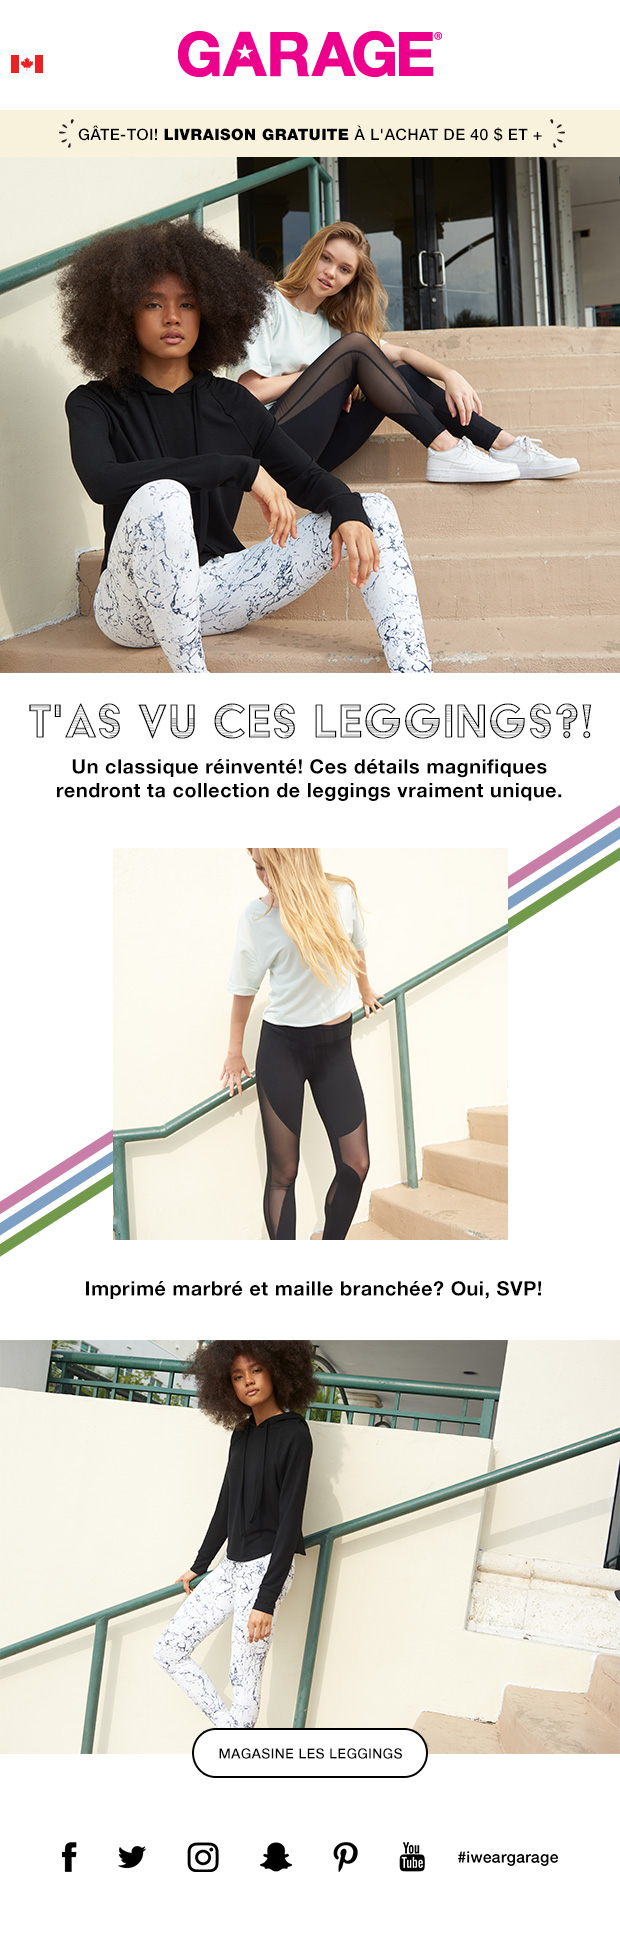 GARAGE®
GÂTE-TOI! LIVRAISON GRATUITE À L'ACHAT DE 40 $ ET +
T'AS VU CES LEGGINGS?!
Un classique réinventé! Ces détails magnifiques
rendront ta collection de leggings vraiment unique.
Imprimé marbré et maille branchée? Oui, SVP!
MAGASINE LES LEGGINGS
You
Tube
#iweargarage